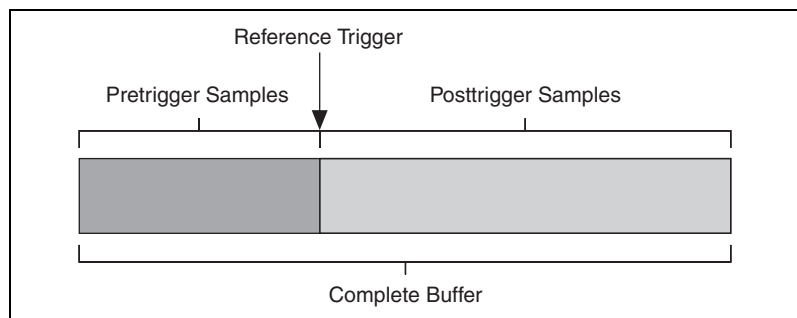 Reference Trigger
Pretrigger Samples
Posttrigger Samples
Complete Buffer